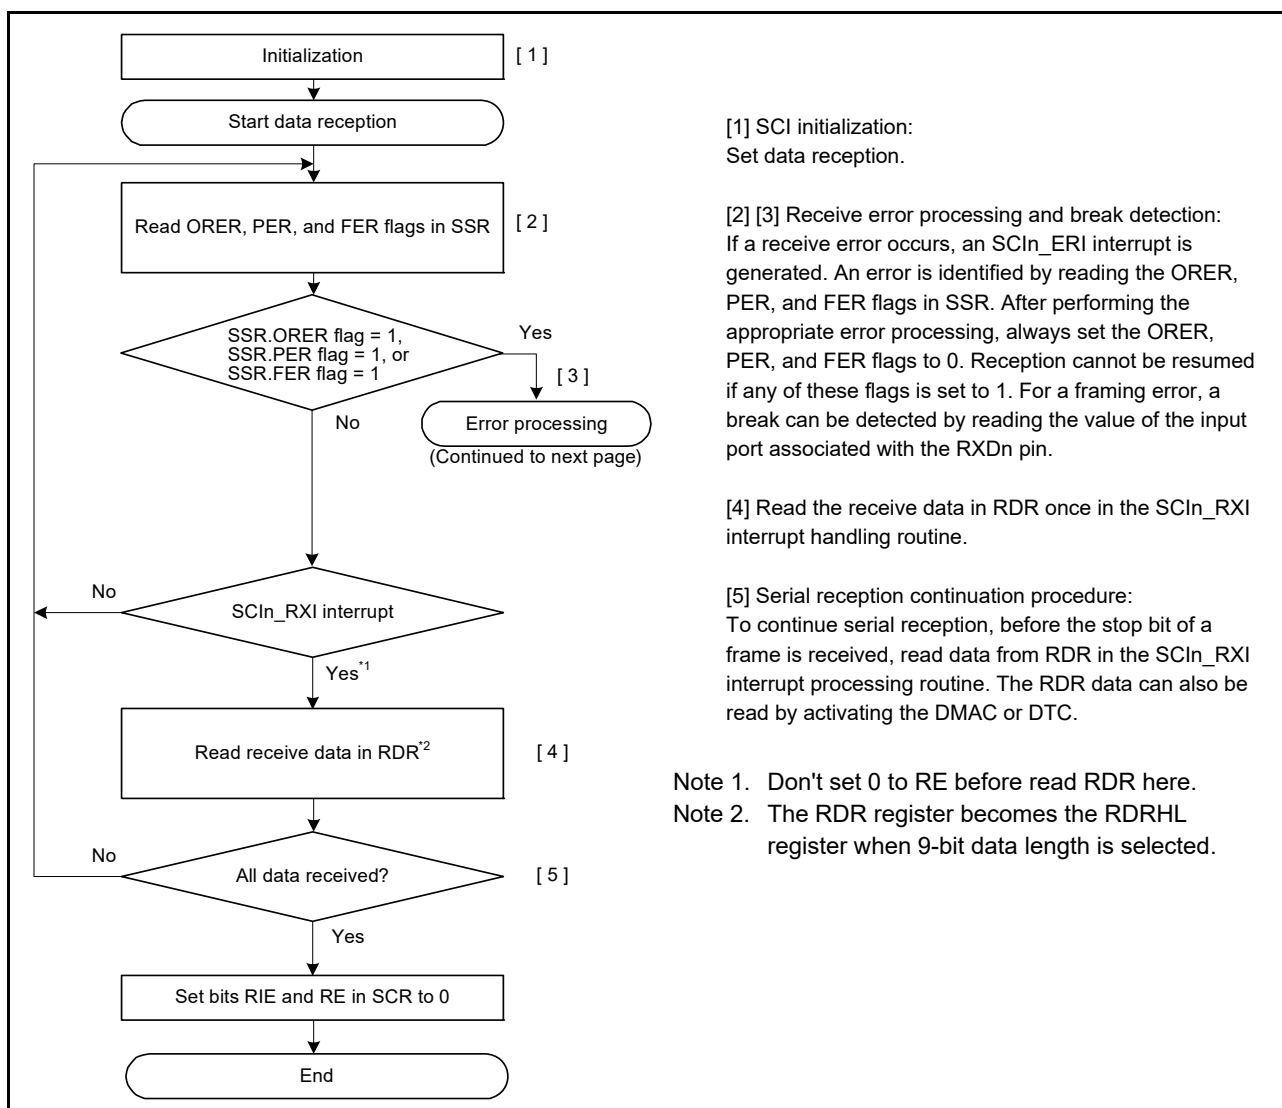 Initialization
[ 1 ]
Start data reception
Read ORER, PER, and FER flags in SSR
[ 2 ]
SSR.ORER flag = 1,
SSR.PER flag = 1, or
SSR.FER flag = 1
Yes
[ 3 ]
No
Error processing
(Continued to next page)
No
SCIn_RXI interrupt
Yes*1
Read receive data in RDR*2
[ 4 ]
No
All data received?
[ 5 ]
Yes
Set bits RIE and RE in SCR to 0
End
[1] SCI initialization:
Set data reception.
[2] [3] Receive error processing and break detection:
If a receive error occurs, an SCIn_ERI interrupt is
generated. An error is identified by reading the ORER,
PER, and FER flags in SSR. After performing the
appropriate error processing, always set the ORER,
PER, and FER flags to 0. Reception cannot be resumed
if any of these flags is set to 1. For a framing error, a
break can be detected by reading the value of the input
port associated with the RXDn pin.
[4] Read the receive data in RDR once in the SCIn_RXI
interrupt handling routine.
[5] Serial reception continuation procedure:
To continue serial reception, before the stop bit of a
frame is received, read data from RDR in the SCIn_RXI
interrupt processing routine. The RDR data can also be
read by activating the DMAC or DTC.
Note 1. Don't set 0 to RE before read RDR here.
Note 2. The RDR register becomes the RDRHL
register when 9-bit data length is selected.